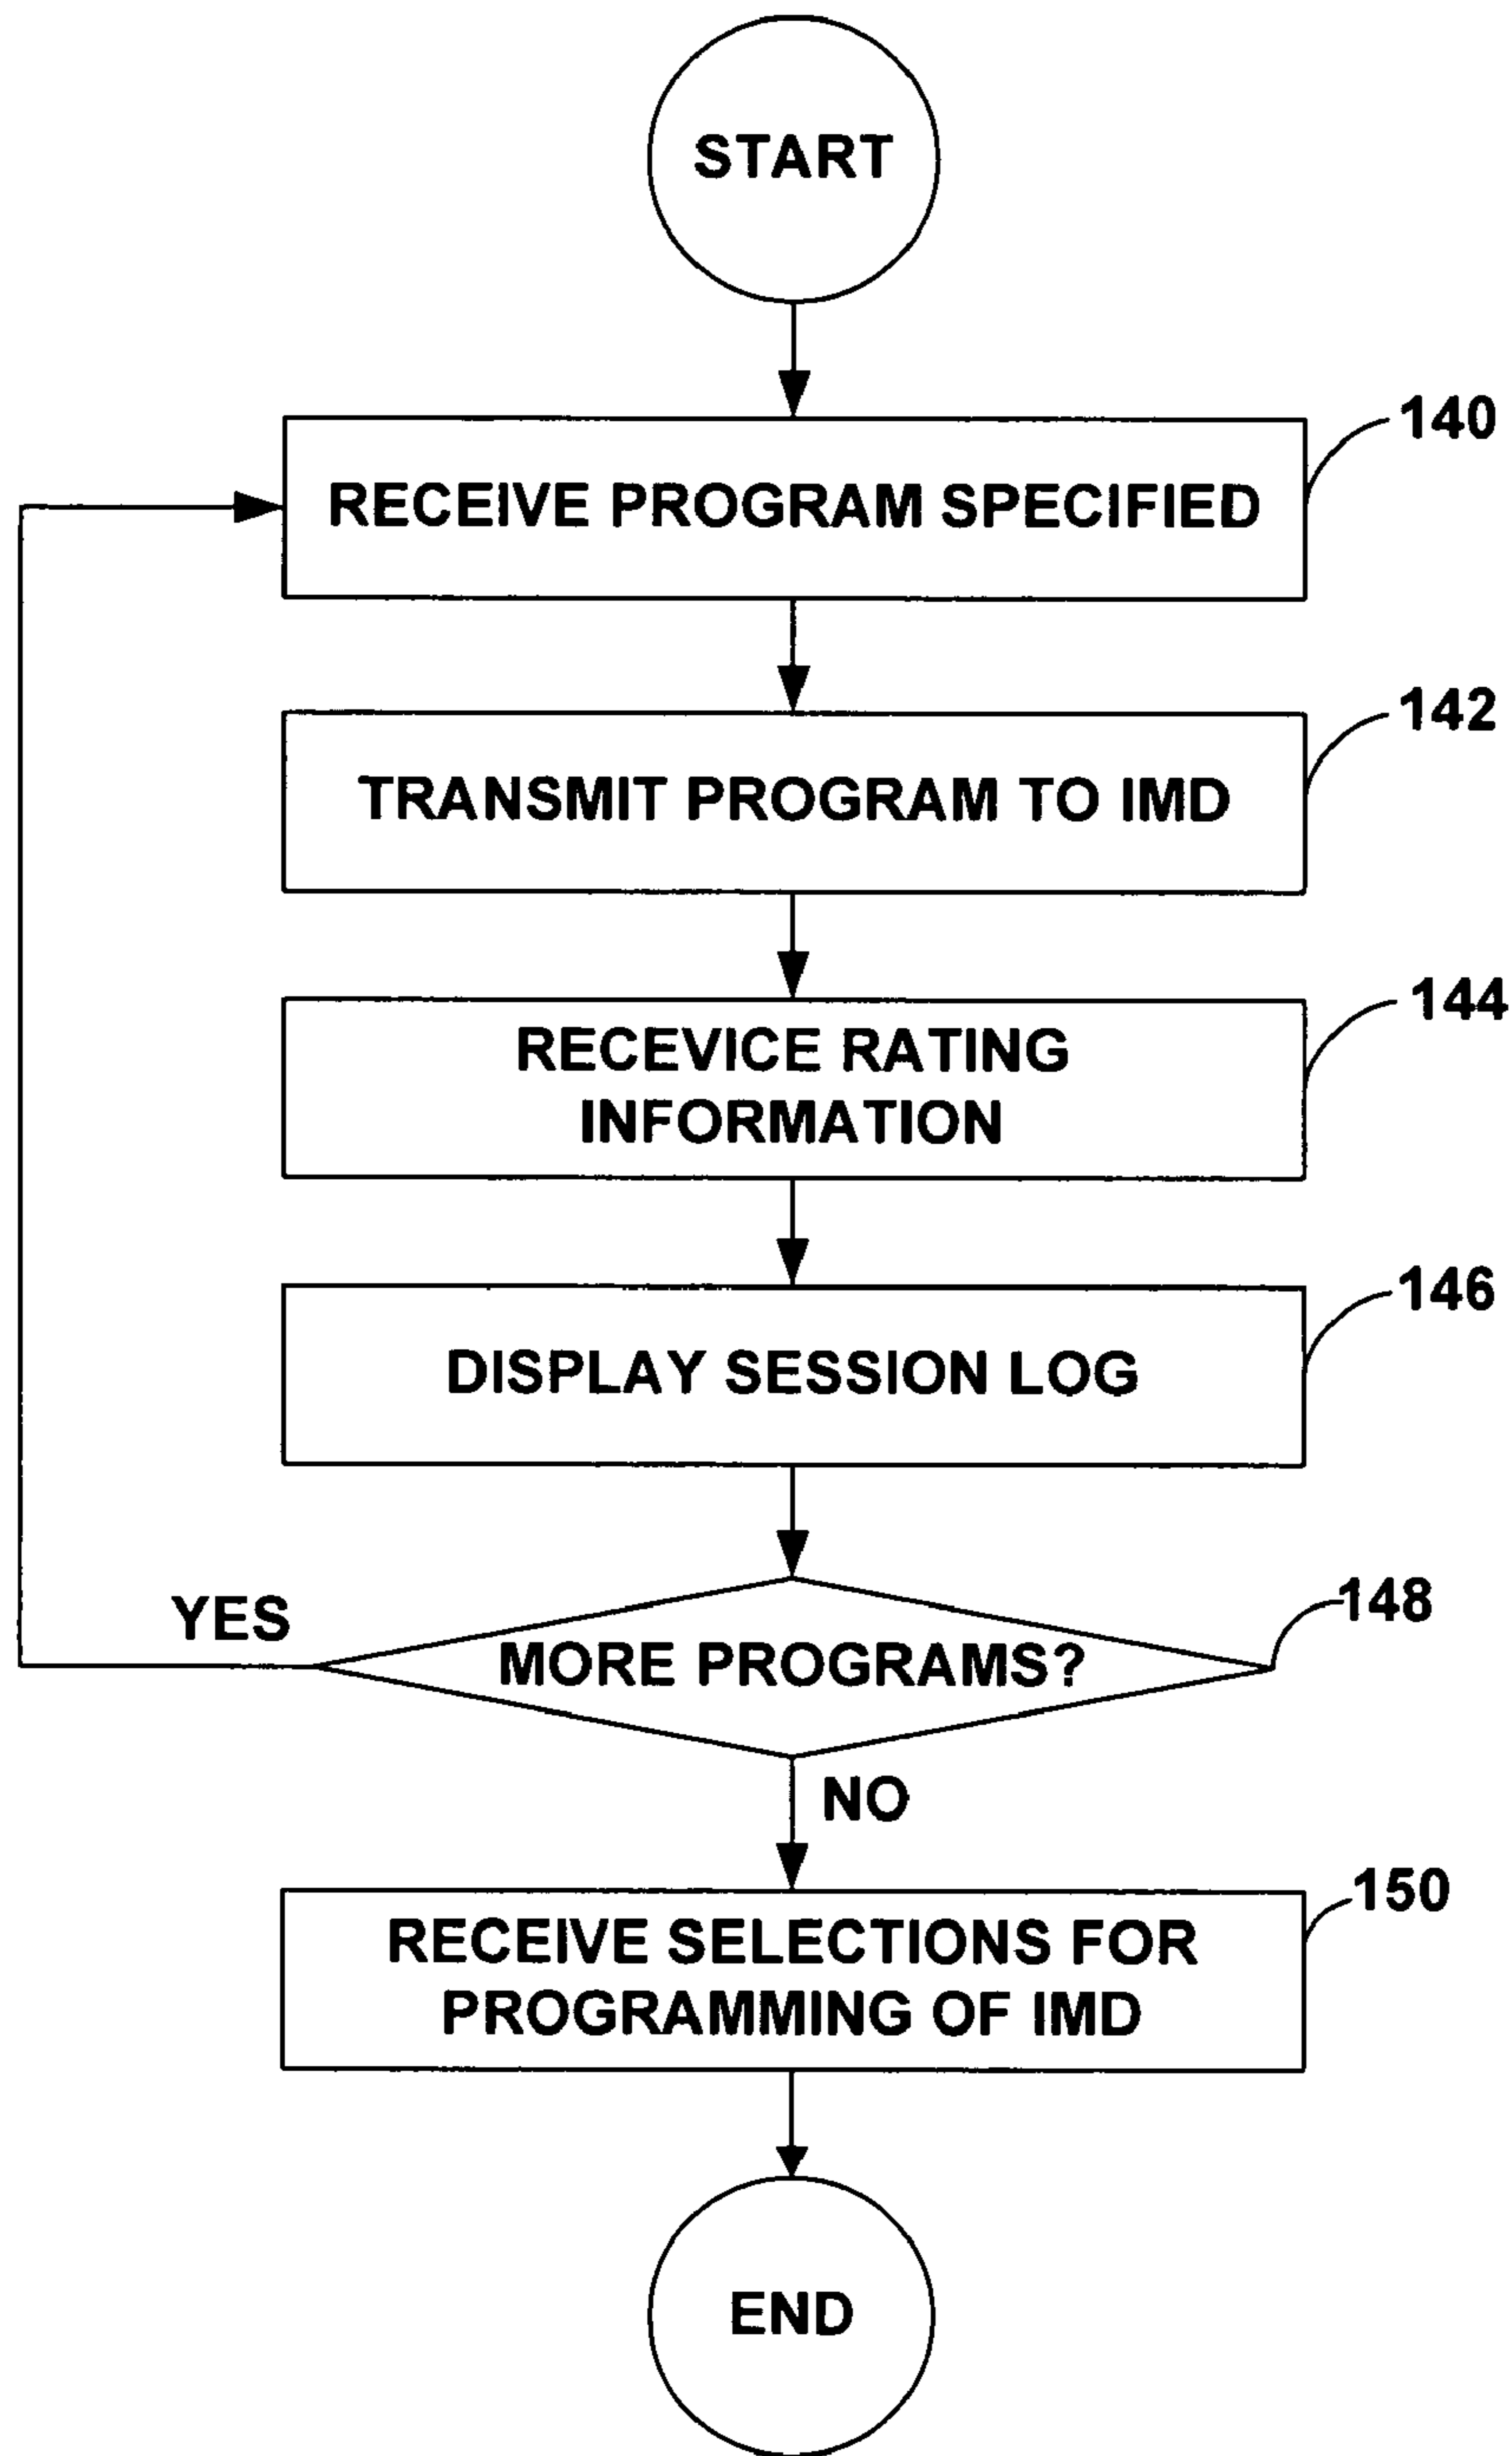 START
140
RECEIVE PROGRAM SPECIFIED
142
TRANSMIT PROGRAM TO IMD
144
RECEVICE RATING
INFORMATION
146
DISPLAY SESSION LOG
148
YES
MORE PROGRAMS?
NO
150
RECEIVE SELECTIONS FOR
PROGRAMMING OF IMD
END